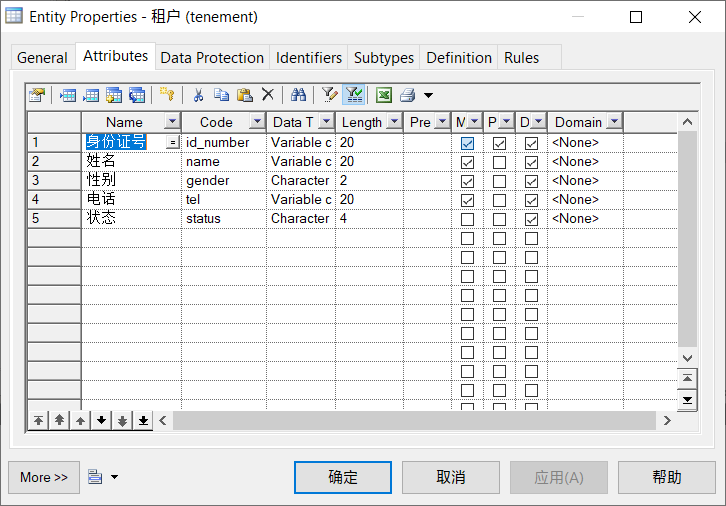 Entity Properties - 租户 (tenement)
General Attributes Data Protection Identifiers Subtypes Definition Rules
Name Code Data T Length Pre M P D Domain
1 身份证号 = id_number Variable c 20 <None>
2 姓名 name Variable c 20 <None>
3 性别 gender Character 2 <None>
4 电话 tel Variable c 20 <None>
5 状态 status Character 4 <None>
More >> 确定 取消 应用(A) 帮助